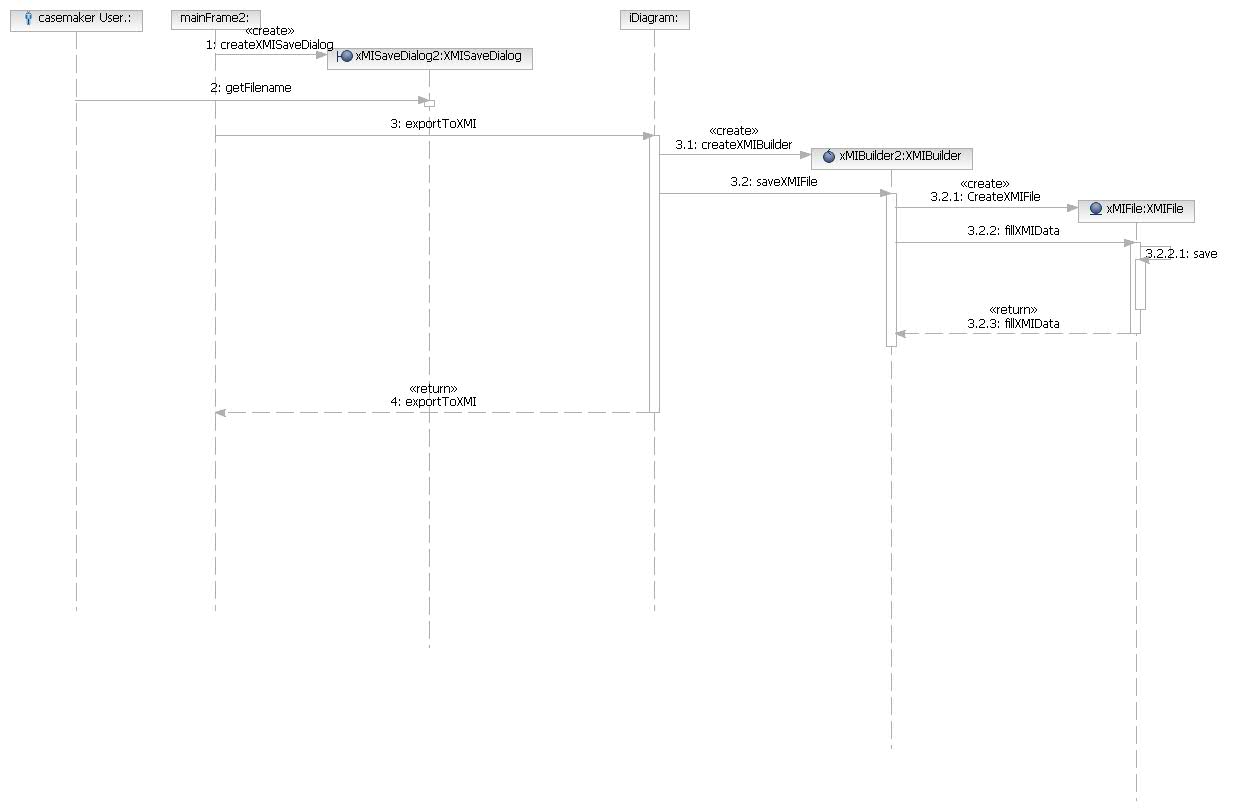 casemaker User.:
mainFrame2:
iDiagram:
«create»
1: createXMISaveDialog
xMISaveDialog2:XMISaveDialog
2: getFilename
3: exportToXMI
«create»
3.1: createXMIBuilder
xMIBuilder2:XMIBuilder
3.2: saveXMIFile
«create»
3.2.1: CreateXMIFile
xMIFile:XMIFile
3.2.2: fillXMIData
3.2.2.1: save
«return»
3.2.3: fillXMIData
«return»
4: exportToXMI